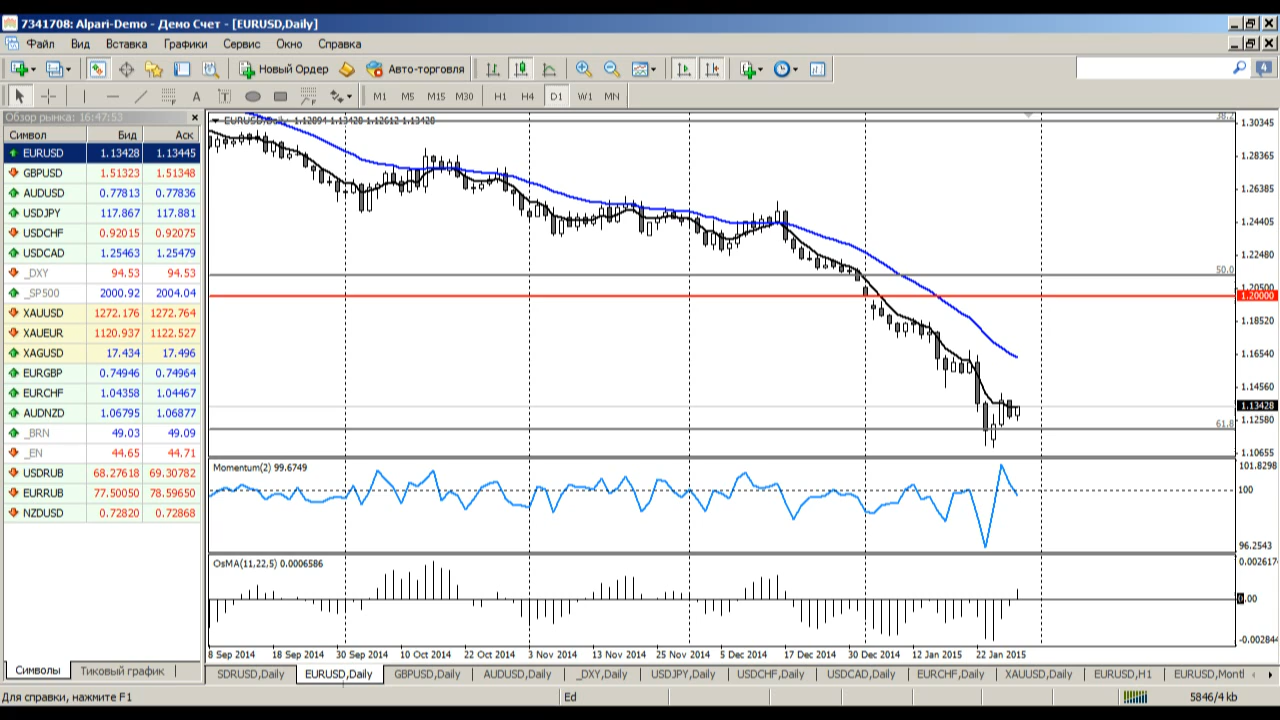 7341708: Alpari-Demo - Демо Счет - [EURUSD,Daily]
Файл Вид Вставка Графики Сервис Окно Справка
Новый Ордер Авто-торговля 4
A T M1 M5 M15 M30 H1 H4 D1 W1 MN
Обзор рынка: 16:47:53
Символ Бид Аск
EURUSD 1.13428 1.13445
GBPUSD 1.51323 1.51348
AUDUSD 0.77813 0.77836
USDJPY 117.867 117.881
USDCHF 0.92015 0.92075
USDCAD 1.25463 1.25479
_DXY 94.53 94.53
_SP500 2000.92 2004.04
XAUUSD 1272.176 1272.764
XAUEUR 1120.937 1122.527
XAGUSD 17.434 17.496
EURGBP 0.74946 0.74964
EURCHF 1.04358 1.04467
AUDNZD 1.06795 1.06877
_BRN 49.03 49.09
_EN 44.65 44.71
USDRUB 68.27618 69.30782
EURRUB 77.50050 78.59650
NZDUSD 0.72820 0.72868
Символы Тиковый график
EURUSD,Daily 1.12894 1.13428 1.12612 1.13428
38.2
1.30345
1.28365
1.26385
1.24405
1.22480
50.0
1.20500
1.20000
1.18520
1.16540
1.14560
1.13428
1.12580
61.8
1.10655
Momentum(2) 99.6749
101.8298
100
96.2543
OsMA(11,22,5) 0.0006586
0.002617
0.00
-0.002844
8 Sep 2014 18 Sep 2014 30 Sep 2014 10 Oct 2014 22 Oct 2014 3 Nov 2014 13 Nov 2014 25 Nov 2014 5 Dec 2014 17 Dec 2014 30 Dec 2014 12 Jan 2015 22 Jan 2015
SDRUSD,Daily EURUSD,Daily GBPUSD,Daily AUDUSD,Daily _DXY,Daily USDJPY,Daily USDCHF,Daily USDCAD,Daily EURCHF,Daily XAUUSD,Daily EURUSD,H1 EURUSD,Montl
Для справки, нажмите F1 Ed 5846/4 kb